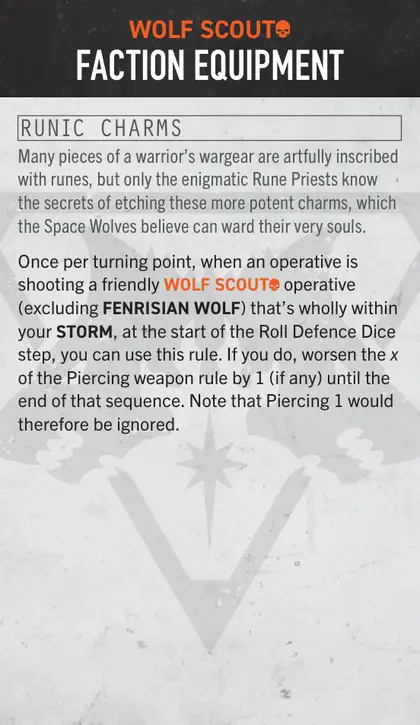 WOLF SCOUT
FACTION EQUIPMENT
RUNIC CHARMS
Many pieces of a warrior's wargear are artfully inscribed
with runes, but only the enigmatic Rune Priests know
the secrets of etching these more potent charms, which
the Space Wolves believe can ward their very souls.
Once per turning point, when an operative is
shooting a friendly WOLF SCOUT operative
(excluding FENRISIAN WOLF) that's wholly within
your STORM, at the start of the Roll Defence Dice
step, you can use this rule. If you do, worsen the x
of the Piercing weapon rule by 1 (if any) until the
end of that sequence. Note that Piercing 1 would
therefore be ignored.